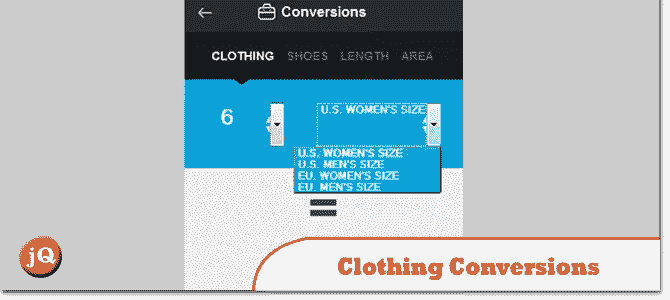 Conversions
CLOTHING SHOES LENGTH AREA
6
U.S. WOMEN'S SIZE
U.S. WOMEN'S SIZE
U.S. MEN'S SIZE
EU. WOMEN'S SIZE
EU. MEN'S SIZE
=
jQ
Clothing Conversions